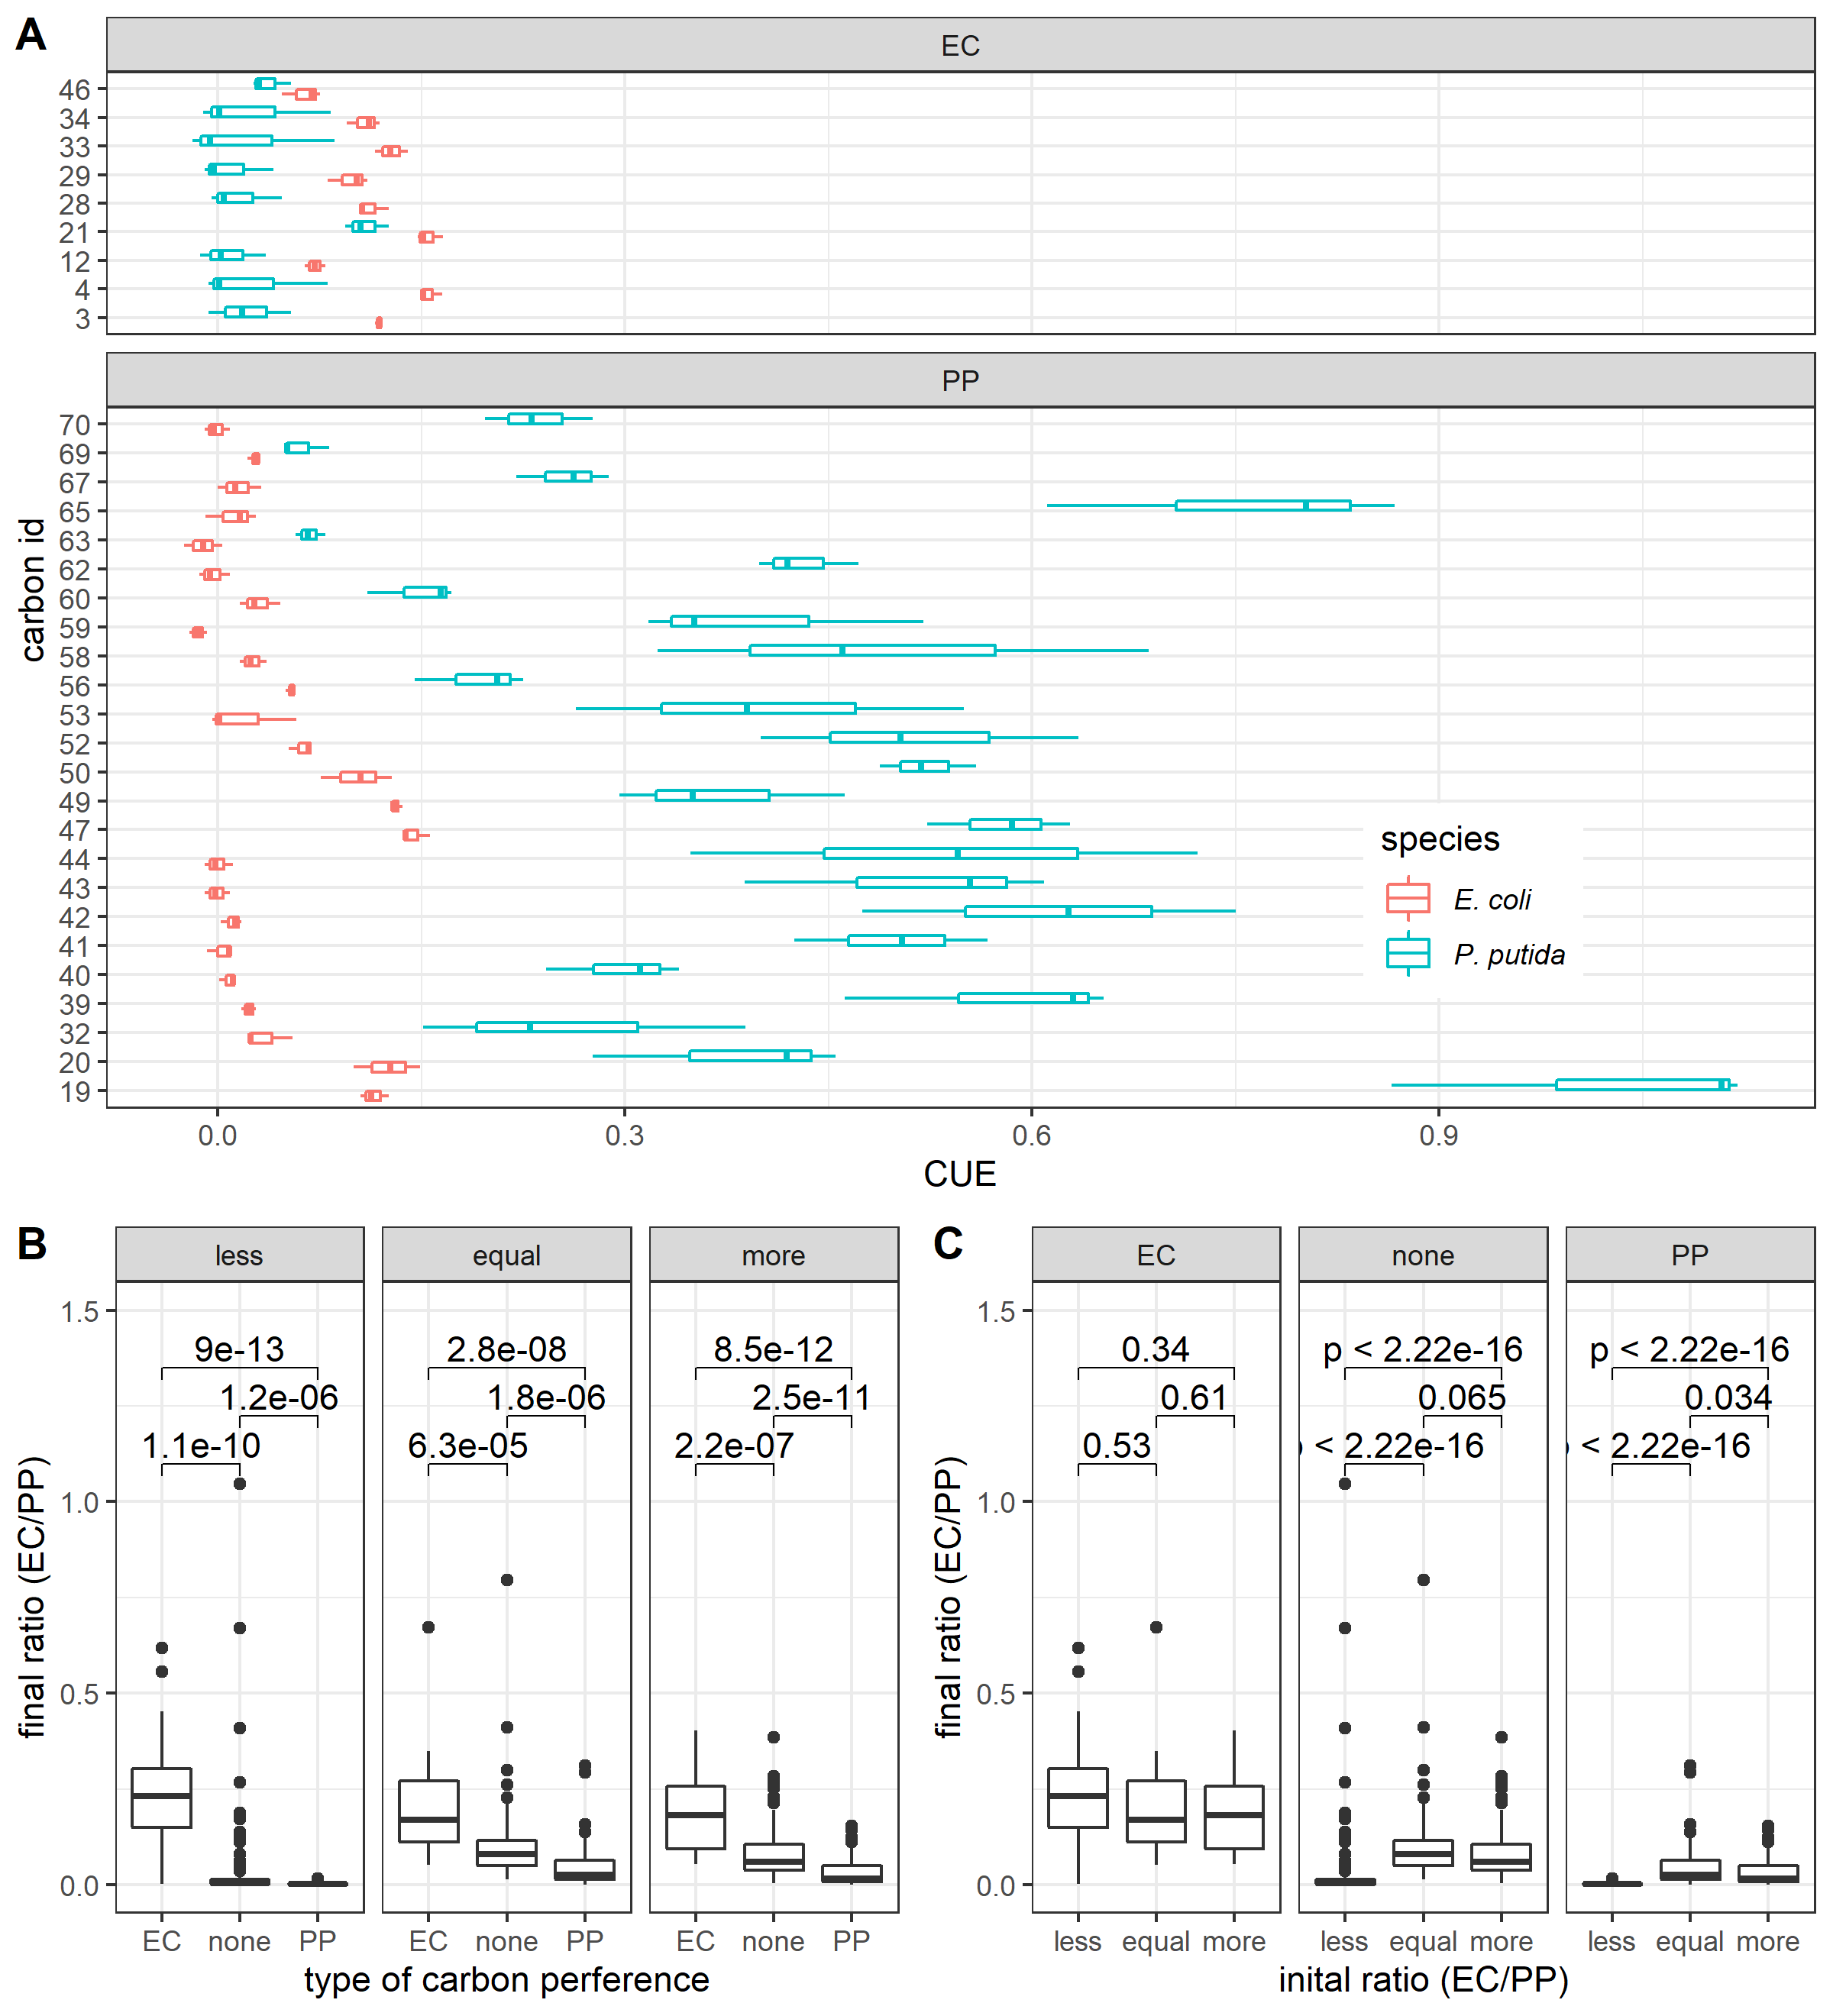 A
EC
46
34
33
29
28
21
12
4
3
PP
70
69
67
65
63
62
60
59
58
56
53
52
50
49
47
44
43
42
41
40
39
32
20
19
carbon id
species
E. coli
P. putida
0.0 0.3 0.6 0.9
CUE
B
less equal more
1.5
1.0
0.5
0.0
final ratio (EC/PP)
9e-13 2.8e-08 8.5e-12
1.2e-06 1.8e-06 2.5e-11
1.1e-10 6.3e-05 2.2e-07
EC none PP EC none PP EC none PP
type of carbon perference
C
EC none PP
1.5
1.0
0.5
0.0
final ratio (EC/PP)
0.34 p < 2.22e-16 p < 2.22e-16
0.61 0.065 0.034
0.53 < 2.22e-16 < 2.22e-16
less equal more less equal more less equal more
inital ratio (EC/PP)